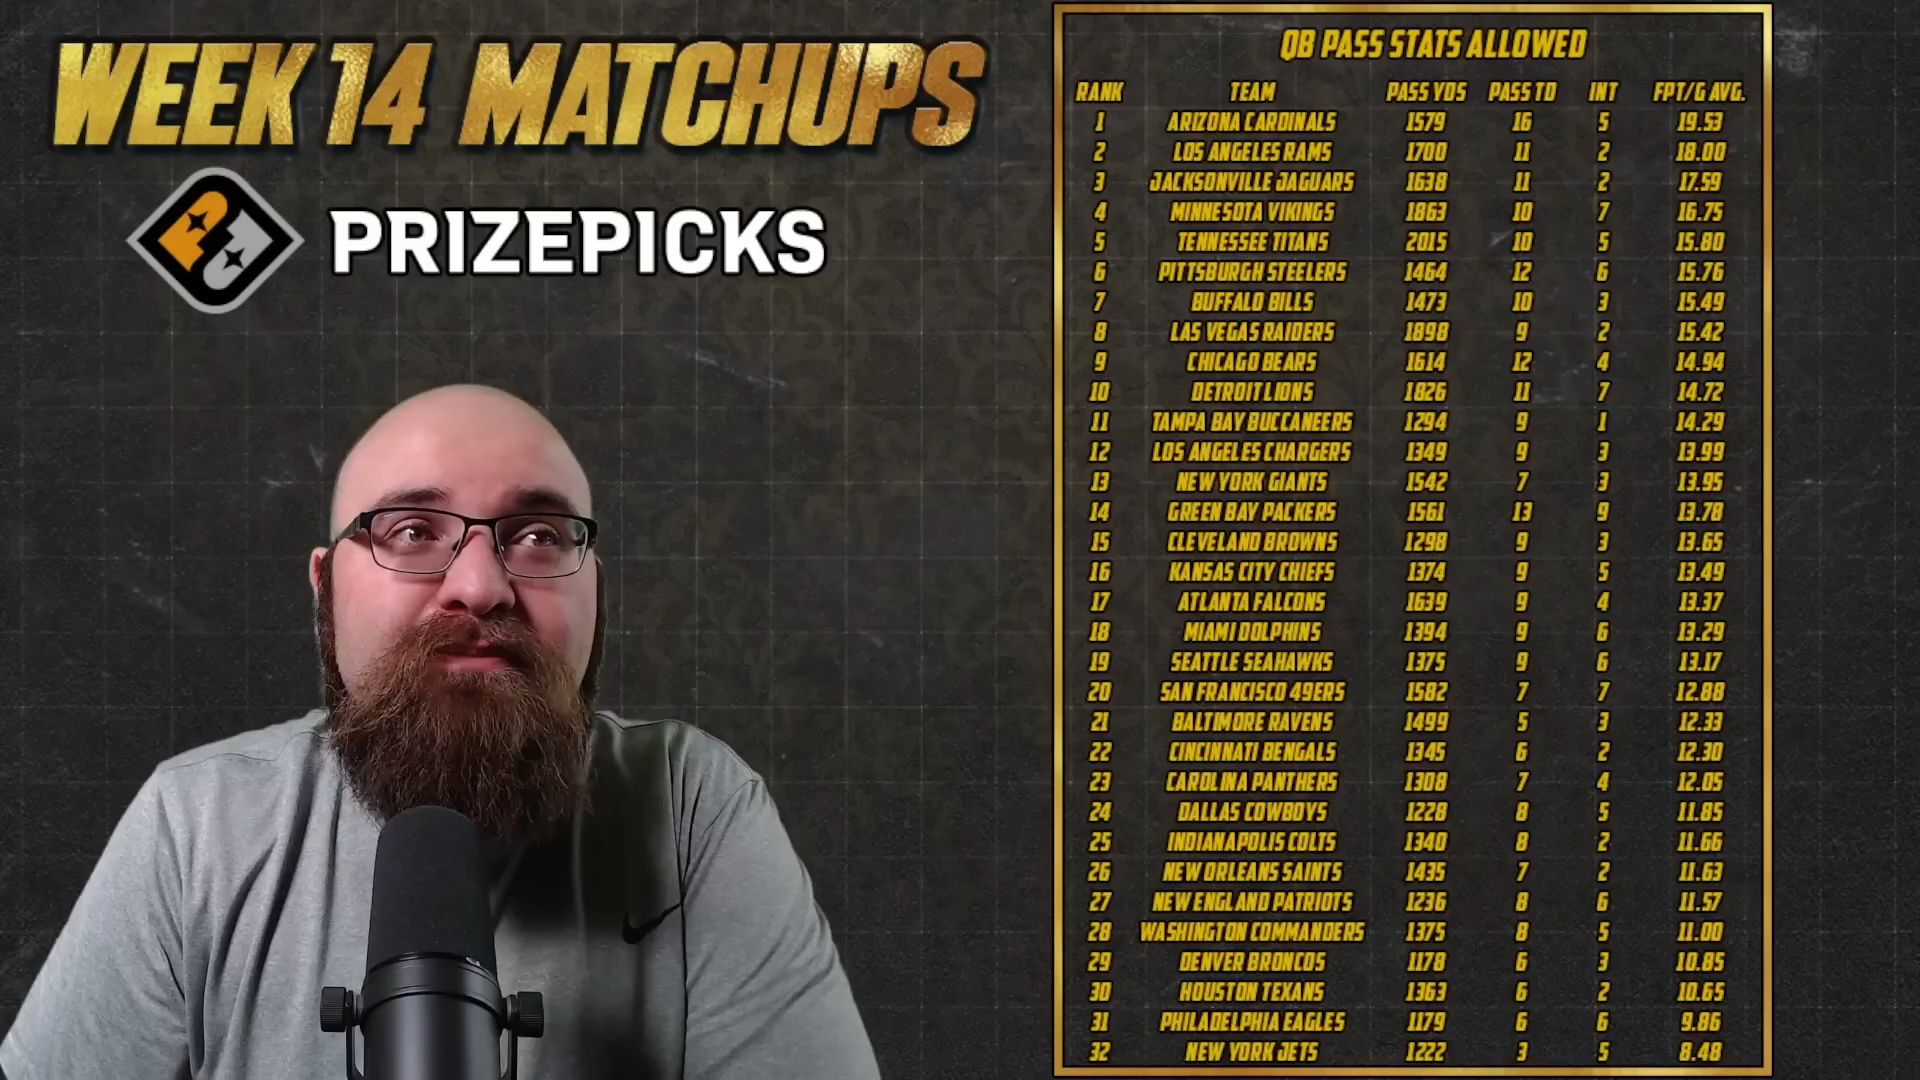 WEEK 14 MATCHUPS
PRIZEPICKS
QB PASS STATS ALLOWED
RANK TEAM PASS YDS PASS TD INT FPT/G AVG.
1 ARIZONA CARDINALS 1579 16 5 19.53
2 LOS ANGELES RAMS 1700 11 2 18.00
3 JACKSONVILLE JAGUARS 1638 11 2 17.59
4 MINNESOTA VIKINGS 1863 10 7 16.75
5 TENNESSEE TITANS 2015 10 5 15.80
6 PITTSBURGH STEELERS 1464 12 6 15.76
7 BUFFALO BILLS 1473 10 3 15.49
8 LAS VEGAS RAIDERS 1898 9 2 15.42
9 CHICAGO BEARS 1614 12 4 14.94
10 DETROIT LIONS 1826 11 7 14.72
11 TAMPA BAY BUCCANEERS 1294 9 1 14.29
12 LOS ANGELES CHARGERS 1349 9 3 13.99
13 NEW YORK GIANTS 1542 7 3 13.95
14 GREEN BAY PACKERS 1561 13 9 13.78
15 CLEVELAND BROWNS 1298 9 3 13.65
16 KANSAS CITY CHIEFS 1374 9 5 13.49
17 ATLANTA FALCONS 1639 9 4 13.37
18 MIAMI DOLPHINS 1394 9 6 13.29
19 SEATTLE SEAHAWKS 1375 9 6 13.17
20 SAN FRANCISCO 49ERS 1582 7 7 12.88
21 BALTIMORE RAVENS 1499 5 3 12.33
22 CINCINNATI BENGALS 1345 6 2 12.30
23 CAROLINA PANTHERS 1308 7 4 12.05
24 DALLAS COWBOYS 1228 8 5 11.85
25 INDIANAPOLIS COLTS 1340 8 2 11.66
26 NEW ORLEANS SAINTS 1435 7 2 11.63
27 NEW ENGLAND PATRIOTS 1236 8 6 11.57
28 WASHINGTON COMMANDERS 1375 8 5 11.00
29 DENVER BRONCOS 1178 6 3 10.85
30 HOUSTON TEXANS 1363 6 2 10.65
31 PHILADELPHIA EAGLES 1179 6 6 9.86
32 NEW YORK JETS 1222 3 5 8.48